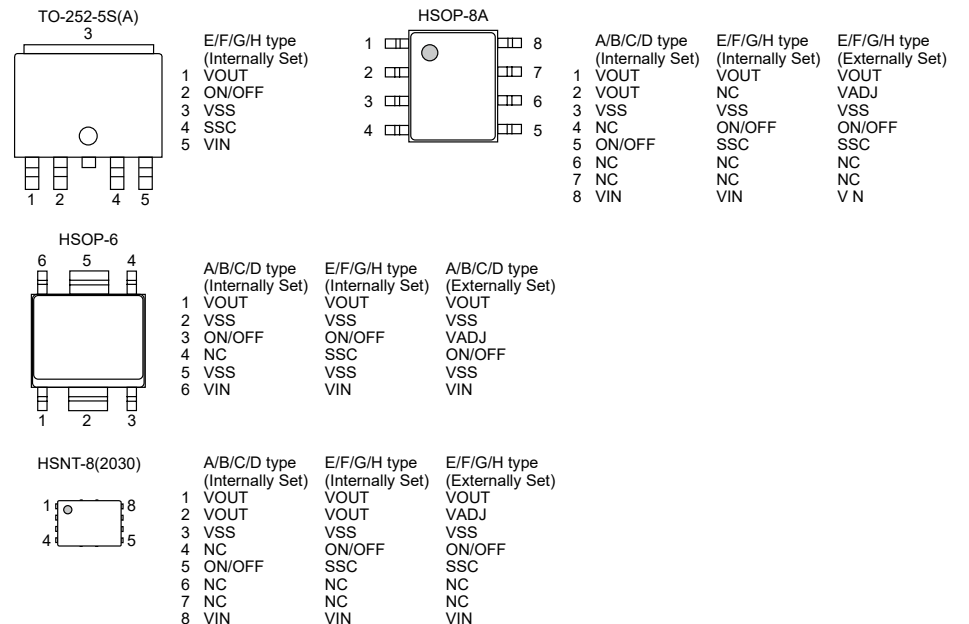 TO-252-5S(A)
3
1 2 4 5
E/F/G/H type
(Internally Set)
1 VOUT
2 ON/OFF
3 VSS
4 SSC
5 VIN
HSOP-8A
1 8
2 7
3 6
4 5
A/B/C/D type E/F/G/H type E/F/G/H type
(Internally Set) (Internally Set) (Externally Set)
1 VOUT VOUT VOUT
2 VOUT NC VADJ
3 VSS VSS VSS
4 NC ON/OFF ON/OFF
5 ON/OFF SSC SSC
6 NC NC NC
7 NC NC NC
8 VIN VIN V N
HSOP-6
6 5 4
1 2 3
A/B/C/D type E/F/G/H type A/B/C/D type
(Internally Set) (Internally Set) (Externally Set)
1 VOUT VOUT VOUT
2 VSS VSS VSS
3 ON/OFF ON/OFF VADJ
4 NC SSC ON/OFF
5 VSS VSS VSS
6 VIN VIN VIN
HSNT-8(2030)
1 8
4 5
A/B/C/D type E/F/G/H type E/F/G/H type
(Internally Set) (Internally Set) (Externally Set)
1 VOUT VOUT VOUT
2 VOUT VOUT VADJ
3 VSS VSS VSS
4 NC ON/OFF ON/OFF
5 ON/OFF SSC SSC
6 NC NC NC
7 NC NC NC
8 VIN VIN VIN